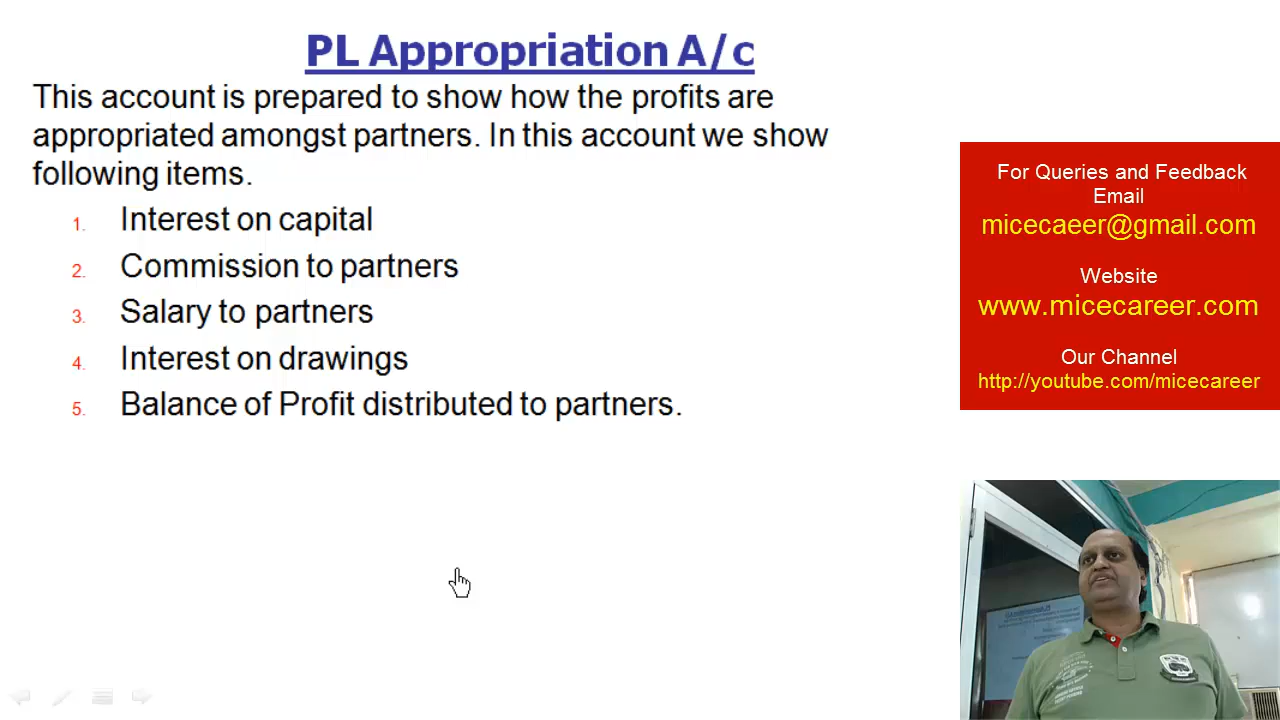 PL Appropriation A/c
This account is prepared to show how the profits are
appropriated amongst partners. In this account we show
following items.
1. Interest on capital
2. Commission to partners
3. Salary to partners
4. Interest on drawings
5. Balance of Profit distributed to partners.
For Queries and Feedback
Email
micecaeer@gmail.com
Website
www.micecareer.com
Our Channel
http://youtube.com/micecareer